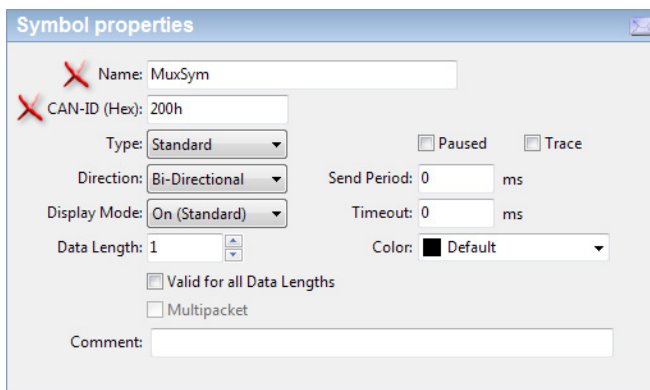 Symbol properties
Name: MuxSym
CAN-ID (Hex): 200h
Type: Standard Paused Trace
Direction: Bi-Directional Send Period: 0 ms
Display Mode: On (Standard) Timeout: 0 ms
Data Length: 1 Color: Default
Valid for all Data Lengths
Multipacket
Comment: